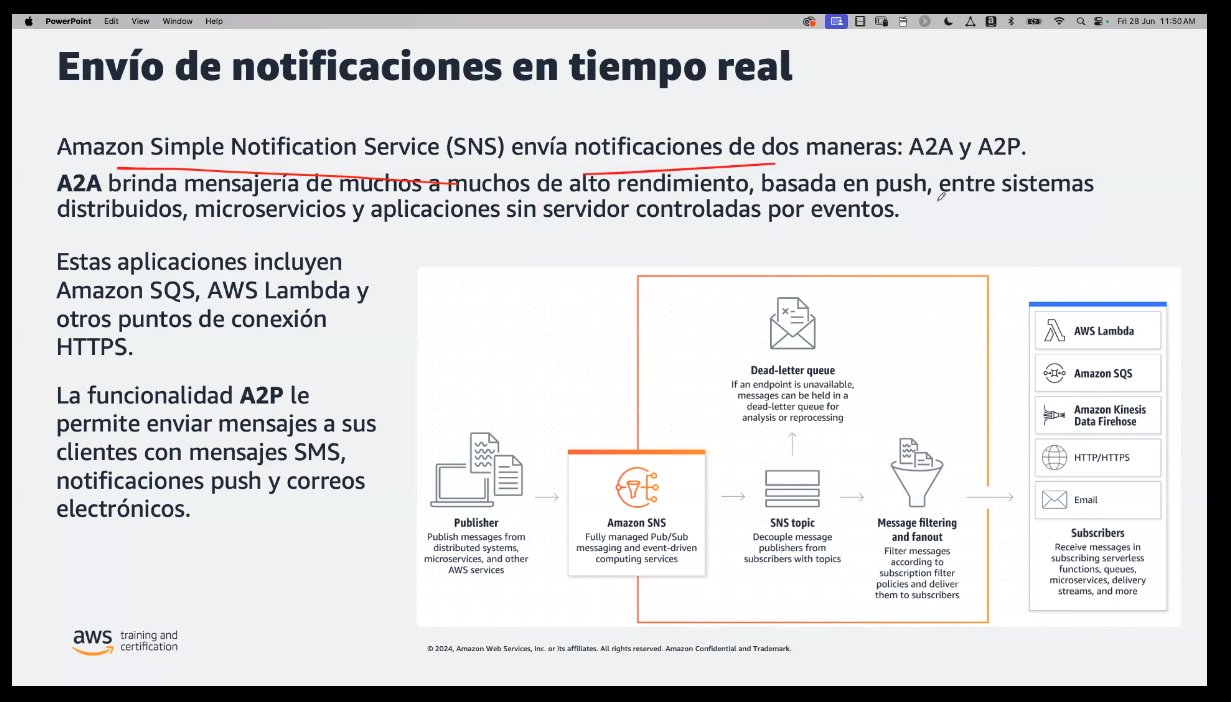 PowerPoint Edit View Window Help
Fri 28 Jun 11:50 AM
Envío de notificaciones en tiempo real
Amazon Simple Notification Service (SNS) envía notificaciones de dos maneras: A2A y A2P.
A2A brinda mensajería de muchos a muchos de alto rendimiento, basada en push, entre sistemas
distribuidos, microservicios y aplicaciones sin servidor controladas por eventos.
Estas aplicaciones incluyen
Amazon SQS, AWS Lambda y
otros puntos de conexión
HTTPS.
La funcionalidad A2P le
permite enviar mensajes a sus
clientes con mensajes SMS,
notificaciones push y correos
electrónicos.
Publisher
Publish messages from
distributed systems,
microservices, and other
AWS services
Amazon SNS
Fully managed Pub/Sub
messaging and event-driven
computing services
Dead-letter queue
If an endpoint is unavailable,
messages can be held in a
dead-letter queue for
analysis or reprocessing
SNS topic
Decouple message
publishers from
subscribers with topics
Message filtering
and fanout
Filter messages
according to
subscription filter
policies and deliver
them to subscribers
AWS Lambda
Amazon SQS
Amazon Kinesis
Data Firehose
HTTP/HTTPS
Email
Subscribers
Receive messages in
subscribing serverless
functions, queues,
microservices, delivery
streams, and more
aws training and
certification
© 2024, Amazon Web Services, Inc. or its affiliates. All rights reserved. Amazon Confidential and Trademark.